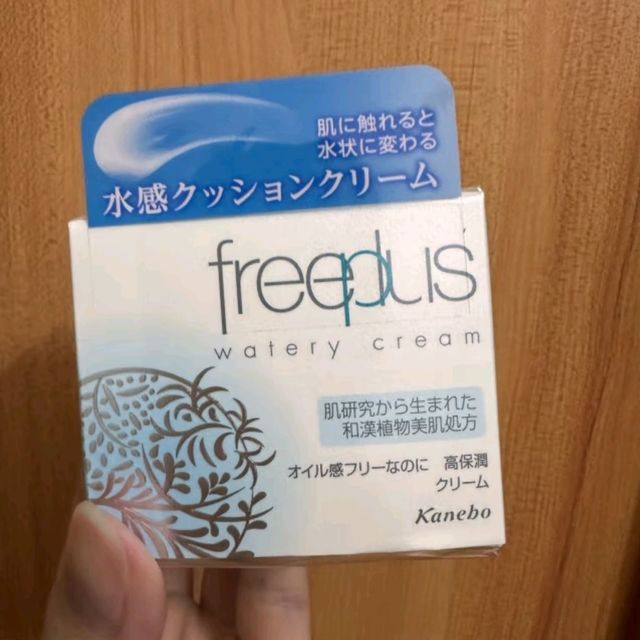 肌に触れると
水状に変わる
水感クッションクリーム
freeplus
watery cream
肌研究から生まれた
和漢植物美肌処方
オイル感フリーなのに 高保潤
クリーム
Kanebo